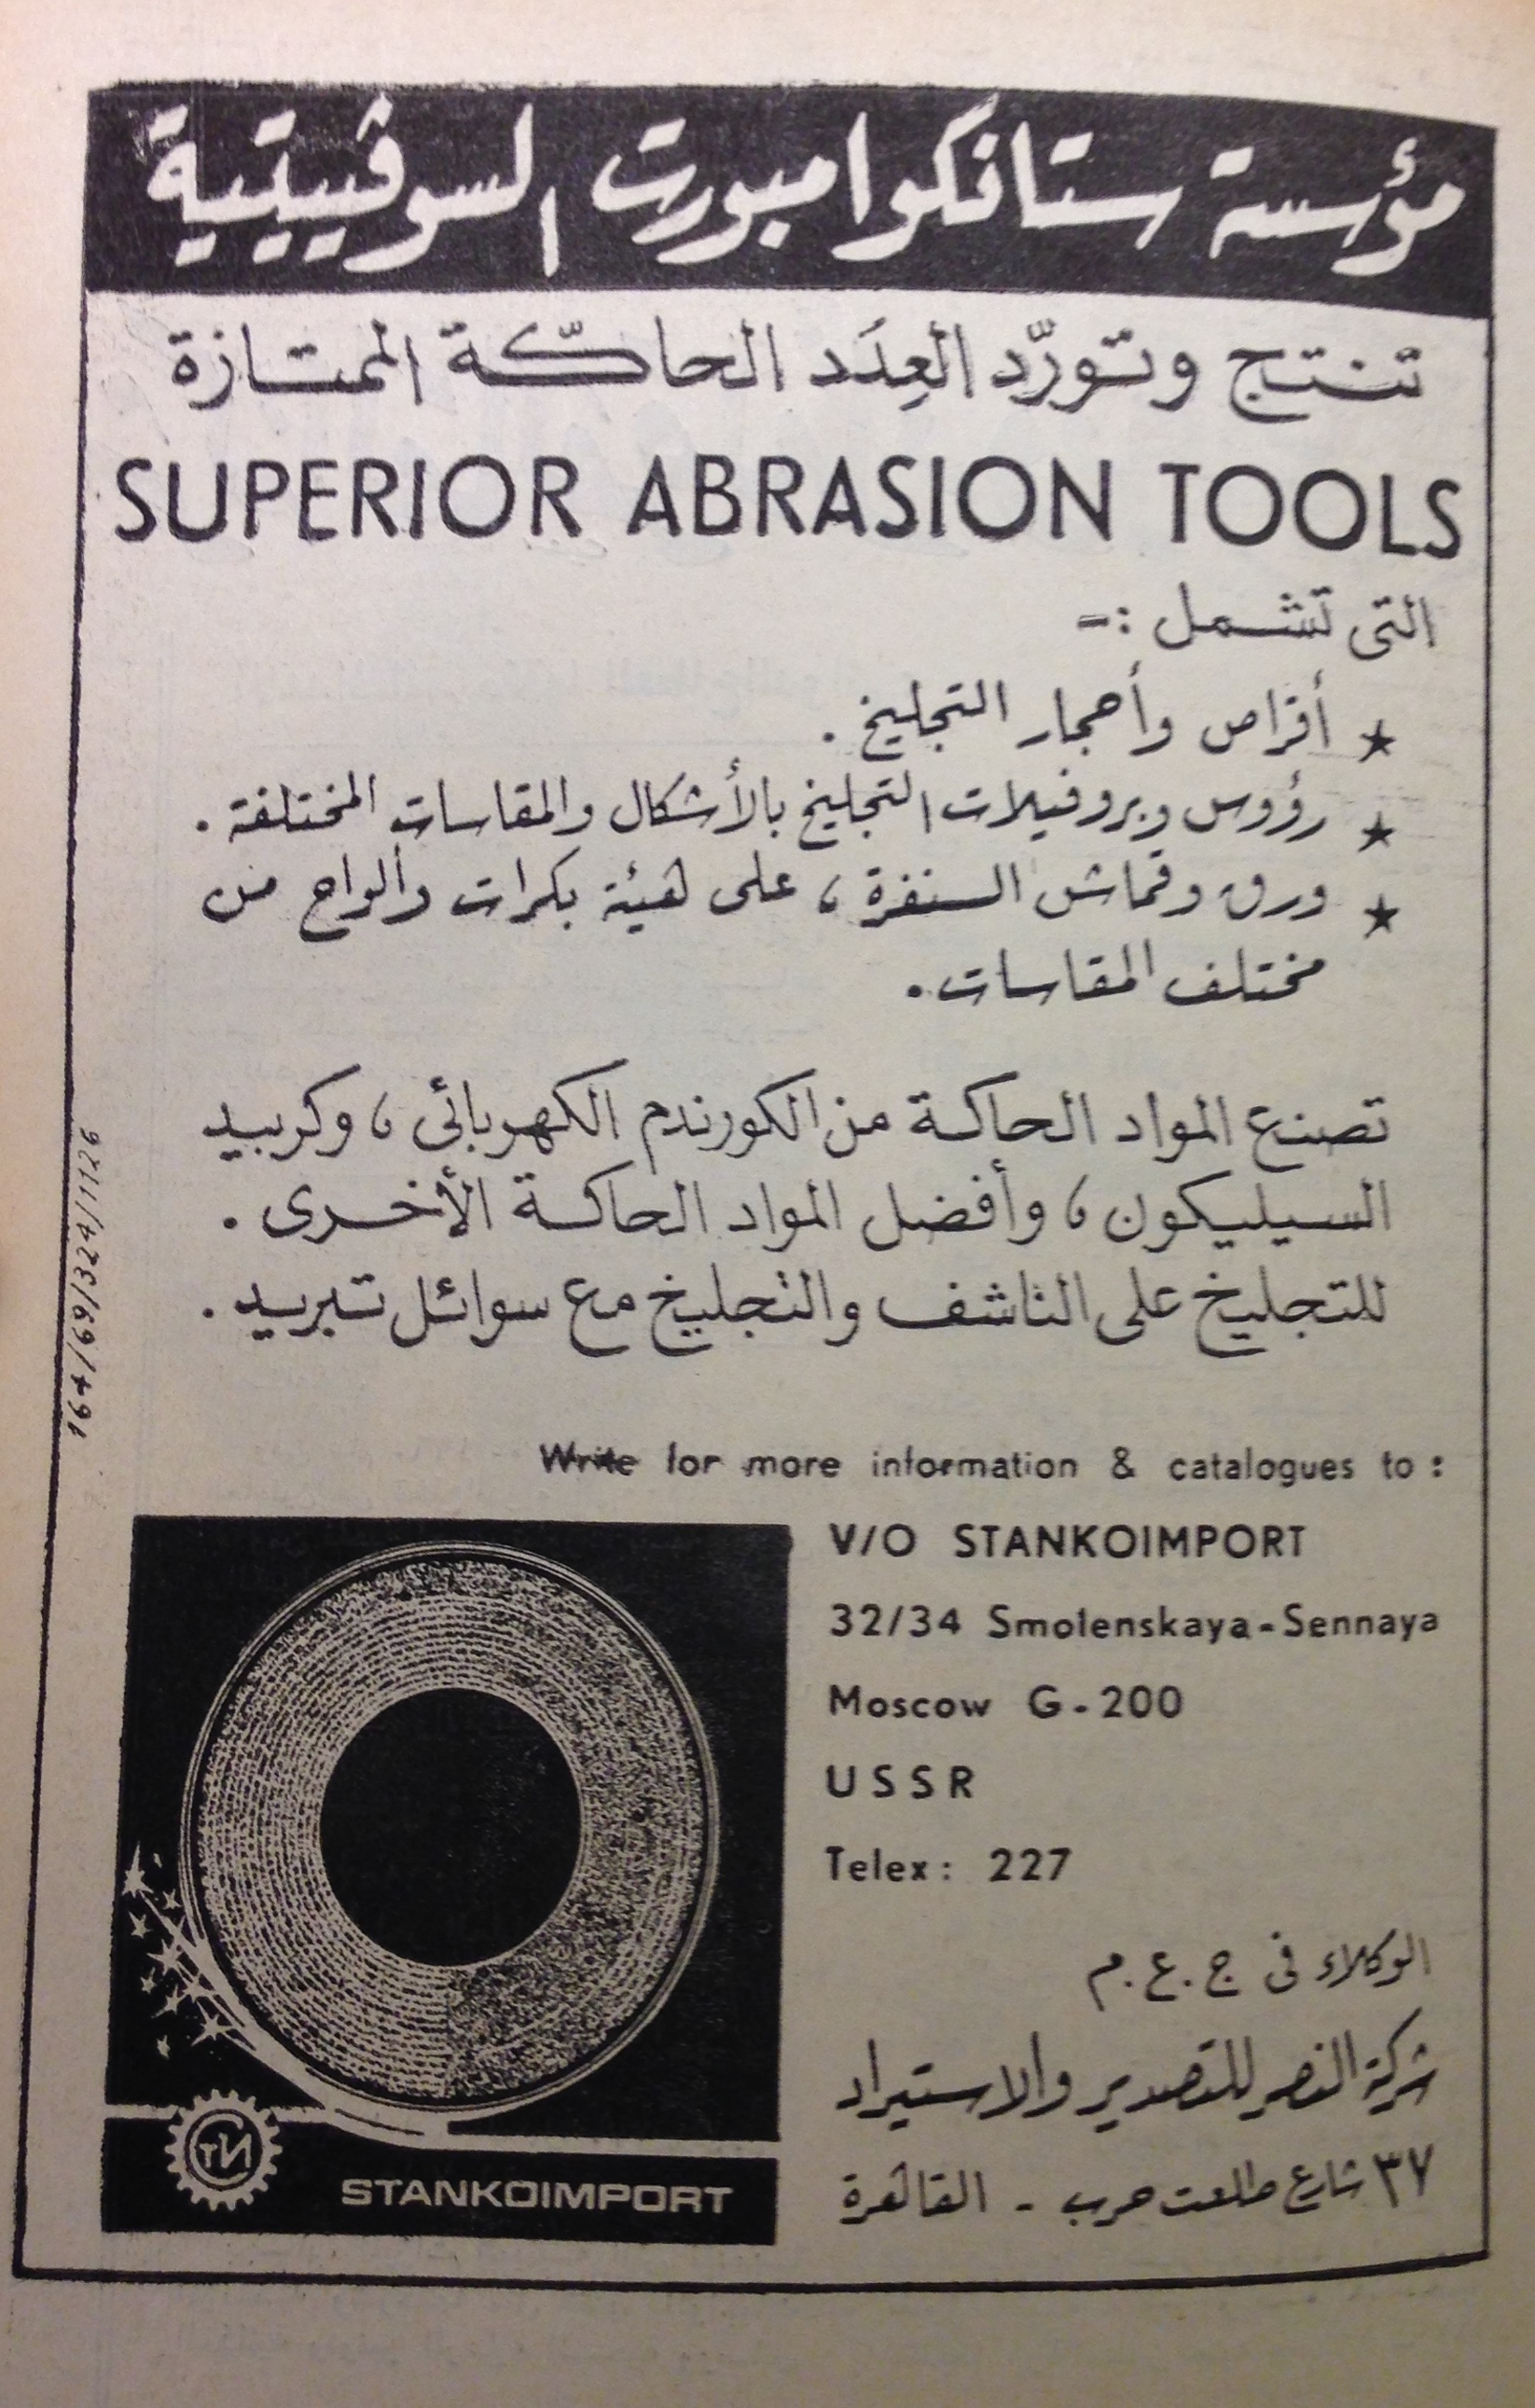 مؤسسة ستانكوامبورت السوڤييتية
تنتج وتورّد العِدَد الحاكّة الممتازة
SUPERIOR ABRASION TOOLS
التى تشمل :-
★ أقراص وأحجار التجليخ .
★ رؤوس وبروفيلات التجليخ بالأشكال والمقاسات المختلفة .
★ ورق وقماش السنفرة ، على هيئة بكرات وألواح من
مختلف المقاسات .
تصنع المواد الحاكة من الكورندم الكهربائى ، وكربيد
السيليكون ، وأفضل المواد الحاكة الأخرى .
للتجليخ على الناشف والتجليخ مع سوائل تبريد .
164/69/324/1126
Write for more information & catalogues to :
V/O STANKOIMPORT
32/34 Smolenskaya-Sennaya
Moscow G-200
USSR
Telex: 227
الوكلاء فى ج.ع.م
شركة النصر للتصدير والاستيراد
٣٧ شارع طلعت حرب - القاهرة
STANKOIMPORT